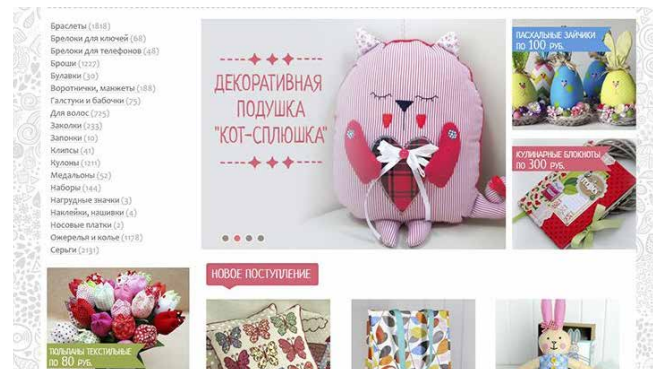 Браслеты (1818)
Брелоки для ключей (68)
Брелоки для телефонов (48)
Броши (1227)
Булавки (30)
Воротнички, манжеты (188)
Галстуки и бабочки (75)
Для волос (725)
Заколки (233)
Запонки (10)
Клипсы (41)
Кулоны (1211)
Медальоны (52)
Наборы (144)
Нагрудные значки (3)
Наклейки, нашивки (4)
Носовые платки (2)
Ожерелья и колье (1178)
Серьги (2131)
ДЕКОРАТИВНАЯ
ПОДУШКА
"КОТ-СПЛЮШКА"
ПАСХАЛЬНЫЕ ЗАЙЧИКИ
ПО 100 РУБ.
КУЛИНАРНЫЕ БЛОКНОТЫ
ПО 300 РУБ.
ТЮЛЬПАНЫ ТЕКСТИЛЬНЫЕ
ПО 80 РУБ.
НОВОЕ ПОСТУПЛЕНИЕ